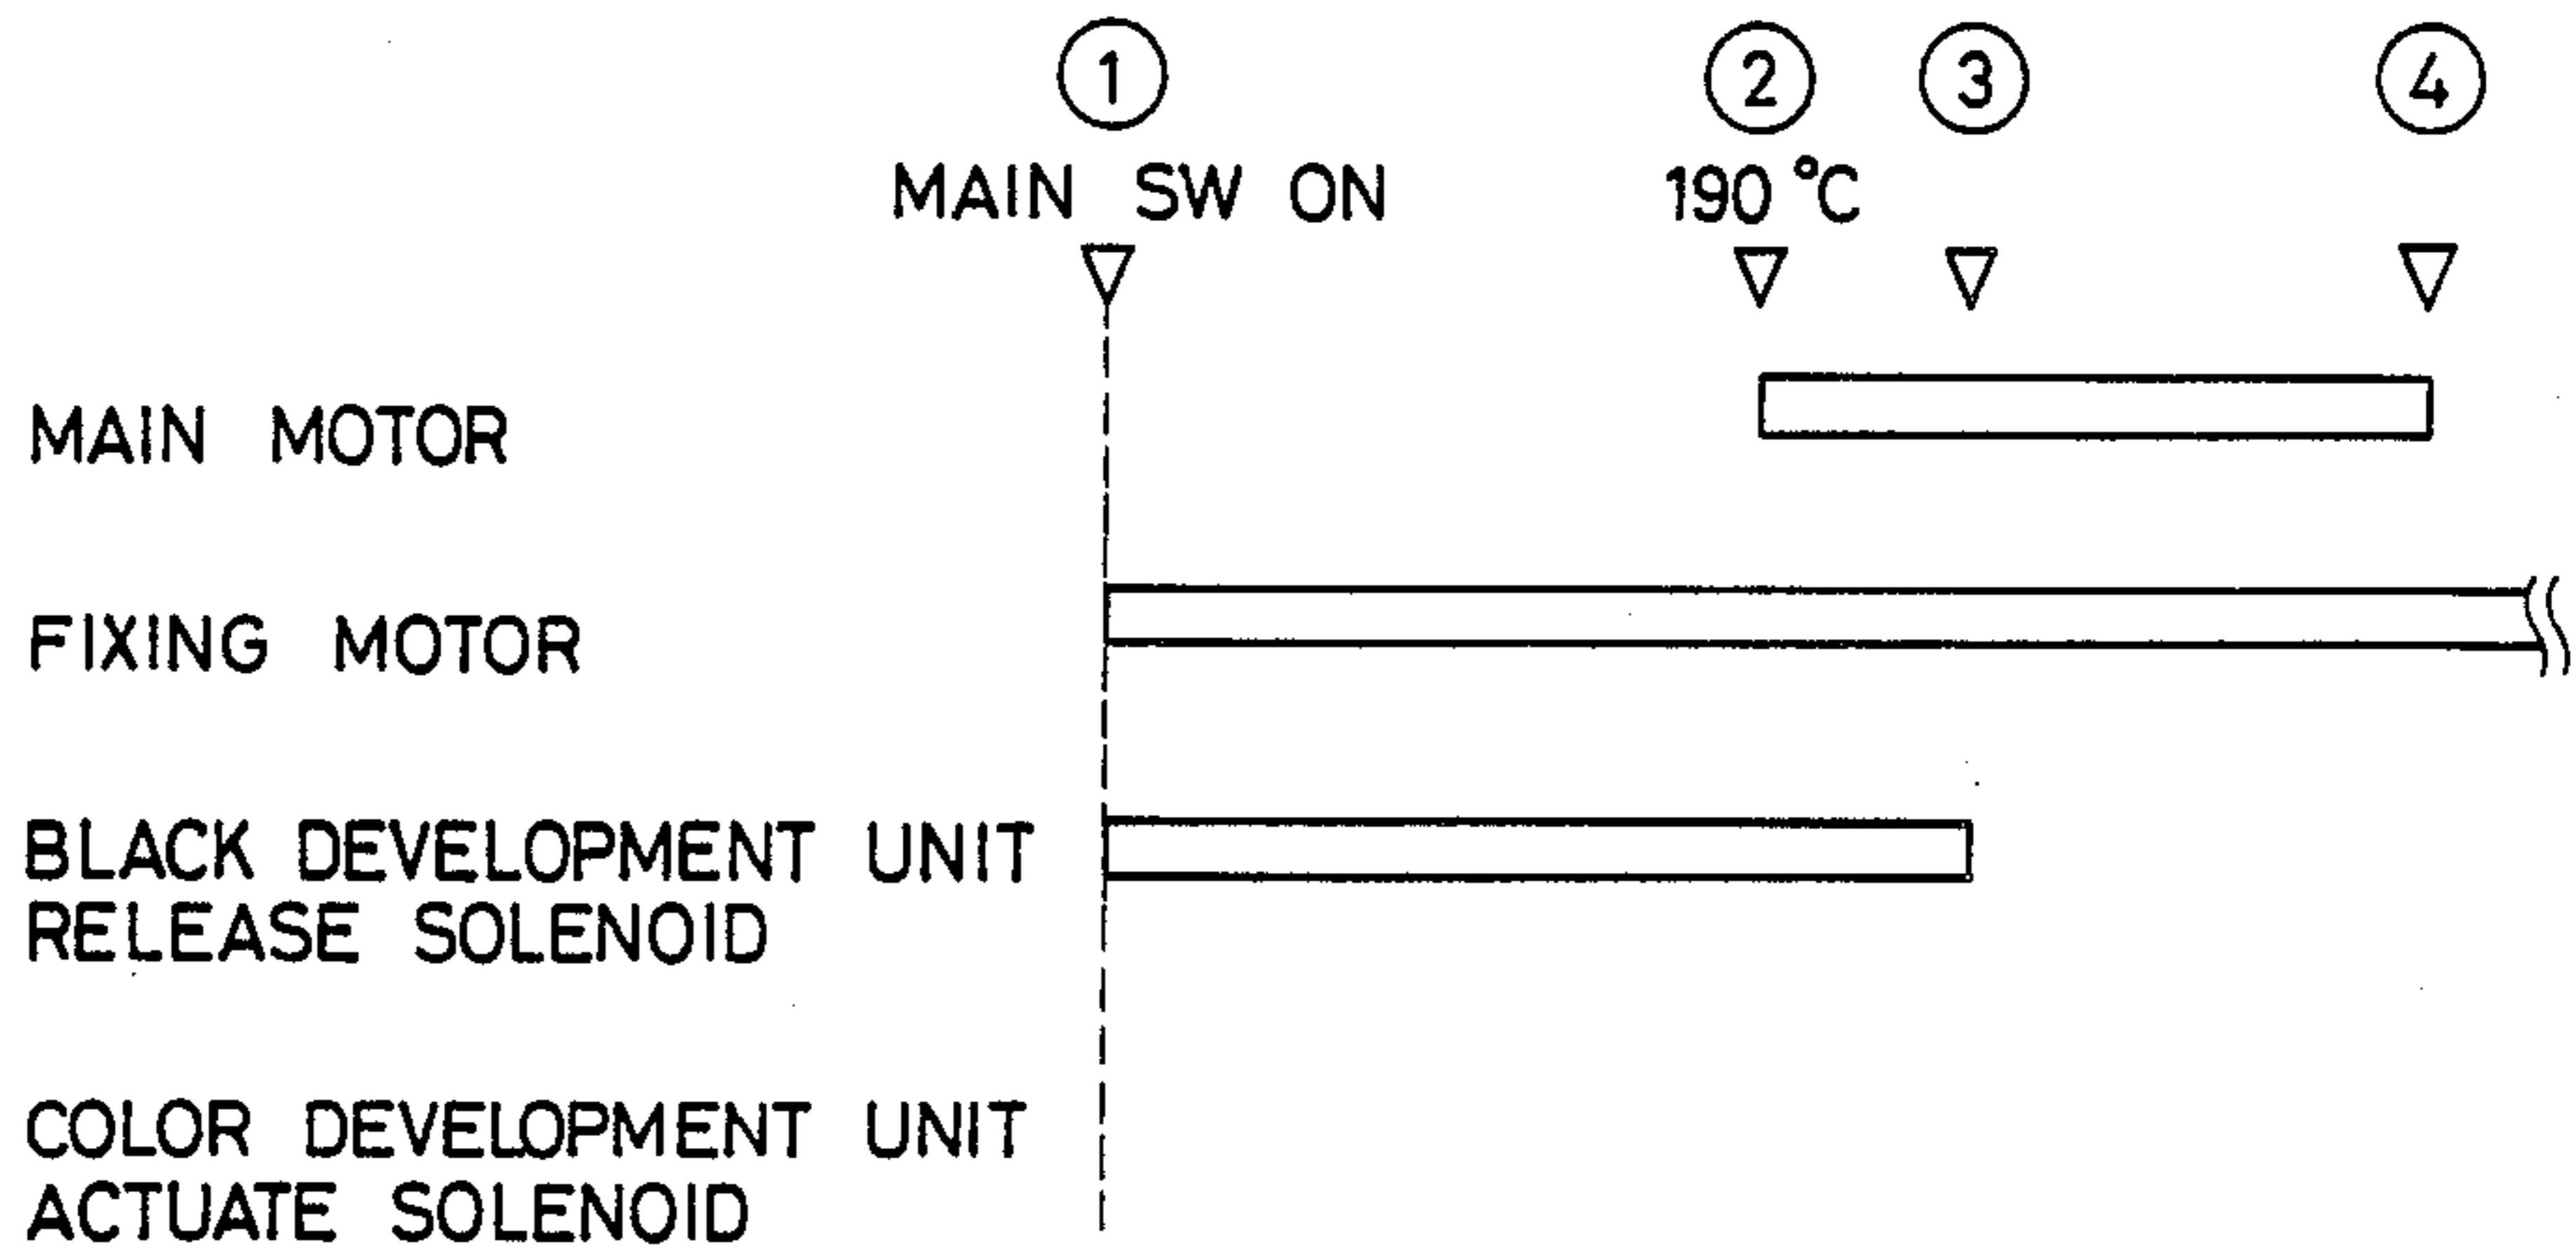 ① ② ③ ④
MAIN SW ON 190 °C
MAIN MOTOR
FIXING MOTOR
BLACK DEVELOPMENT UNIT
RELEASE SOLENOID
COLOR DEVELOPMENT UNIT
ACTUATE SOLENOID